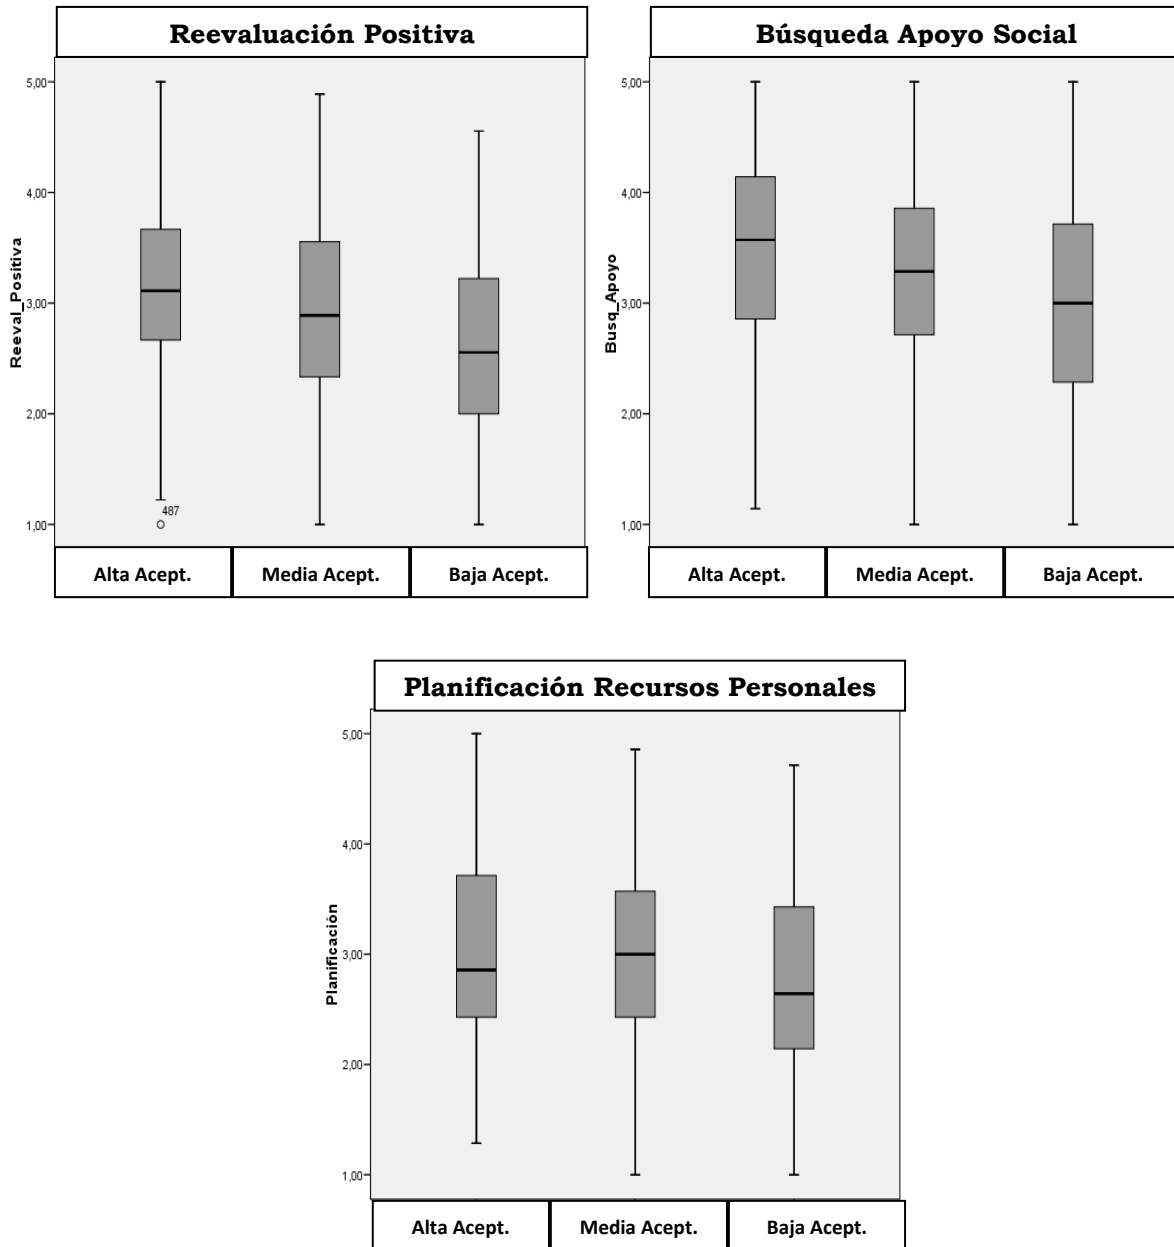 Reevaluación Positiva
5,00
4,00
3,00
2,00
1,00
Reeval_Positiva
487
Alta Acept. Media Acept. Baja Acept.
Búsqueda Apoyo Social
5,00
4,00
3,00
2,00
1,00
Busq_Apoyo
Alta Acept. Media Acept. Baja Acept.
Planificación Recursos Personales
5,00
4,00
3,00
2,00
1,00
Planificación
Alta Acept. Media Acept. Baja Acept.